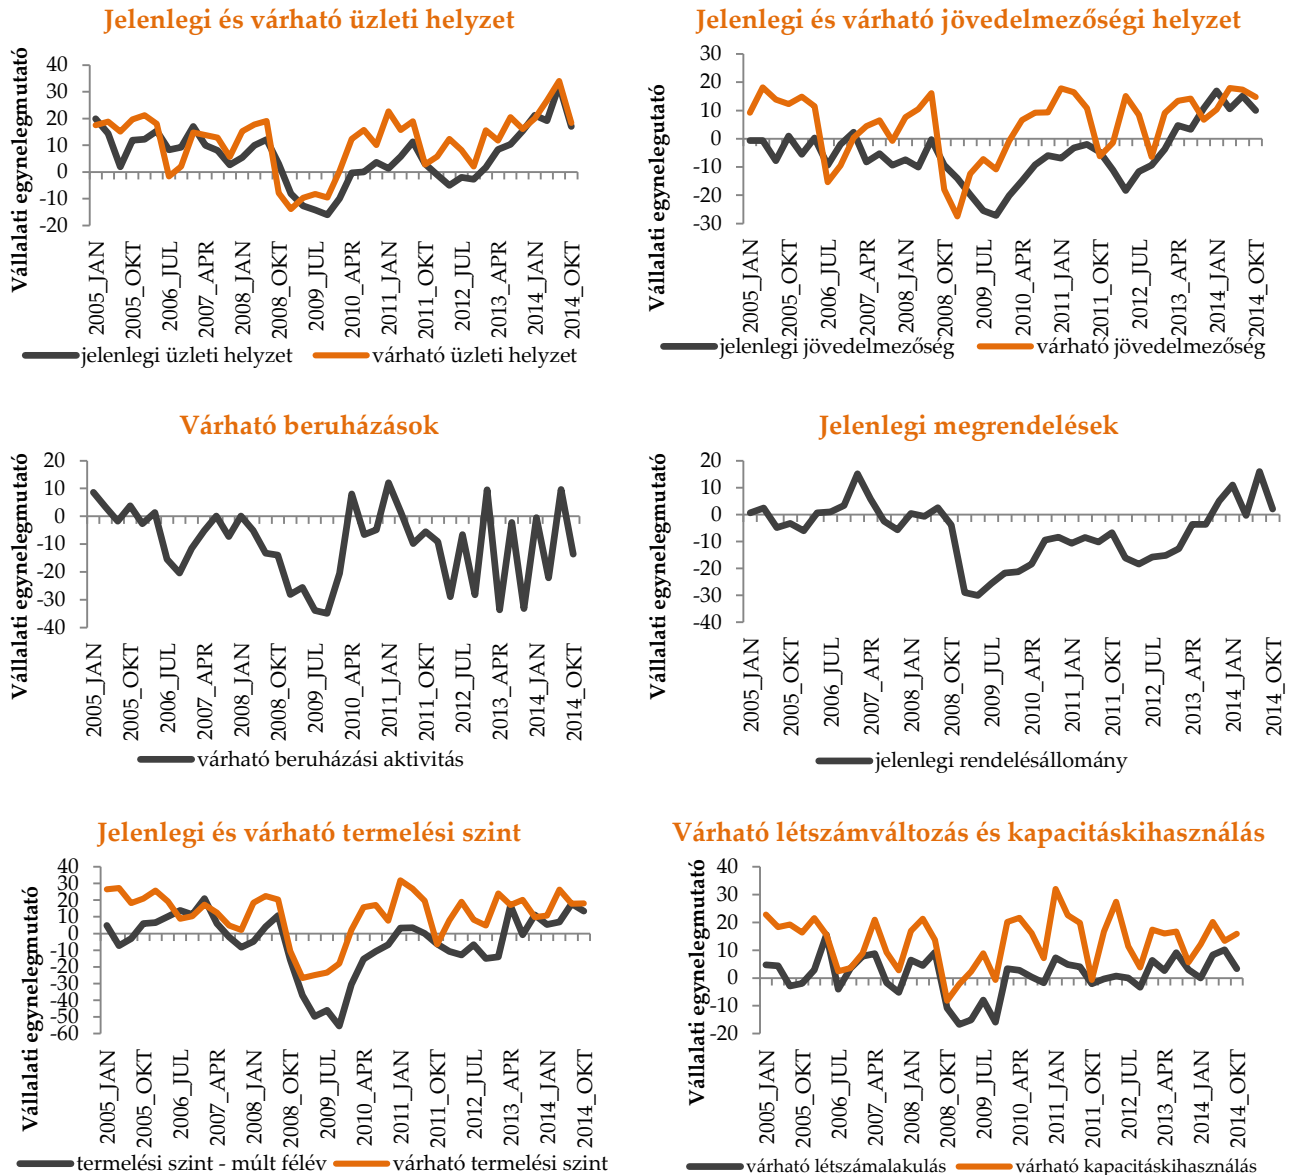 Jelenlegi és várható üzleti helyzet
Vállalati egynelegmutató
40
30
20
10
0
-10
-20
2005_JAN
2005_OKT
2006_JUL
2007_APR
2008_JAN
2008_OKT
2009_JUL
2010_APR
2011_JAN
2011_OKT
2012_JUL
2013_APR
2014_JAN
2014_OKT
jelenlegi üzleti helyzet
várható üzleti helyzet
Jelenlegi és várható jövedelmezőségi helyzet
Vállalati egynelegutató
30
20
10
0
-10
-20
-30
2005_JAN
2005_OKT
2006_JUL
2007_APR
2008_JAN
2008_OKT
2009_JUL
2010_APR
2011_JAN
2011_OKT
2012_JUL
2013_APR
2014_JAN
2014_OKT
jelenlegi jövedelmezőség
várható jövedelmezőség
Várható beruházások
Vállalati egynelegmutató
20
10
0
-10
-20
-30
-40
2005_JAN
2005_OKT
2006_JUL
2007_APR
2008_JAN
2008_OKT
2009_JUL
2010_APR
2011_JAN
2011_OKT
2012_JUL
2013_APR
2014_JAN
2014_OKT
várható beruházási aktivitás
Jelenlegi megrendelések
Vállalati egynelegmutató
20
10
0
-10
-20
-30
-40
2005_JAN
2005_OKT
2006_JUL
2007_APR
2008_JAN
2008_OKT
2009_JUL
2010_APR
2011_JAN
2011_OKT
2012_JUL
2013_APR
2014_JAN
2014_OKT
jelenlegi rendelésállomány
Jelenlegi és várható termelési szint
Vállalati egynelegmutató
40
30
20
10
0
-10
-20
-30
-40
-50
-60
2005_JAN
2005_OKT
2006_JUL
2007_APR
2008_JAN
2008_OKT
2009_JUL
2010_APR
2011_JAN
2011_OKT
2012_JUL
2013_APR
2014_JAN
2014_OKT
termelési szint - múlt félév
várható termelési szint
Várható létszámváltozás és kapacitáskihasználás
Vállalati egynelegmutató
40
30
20
10
0
-10
-20
2005_JAN
2005_OKT
2006_JUL
2007_APR
2008_JAN
2008_OKT
2009_JUL
2010_APR
2011_JAN
2011_OKT
2012_JUL
2013_APR
2014_JAN
2014_OKT
várható létszámalakulás
várható kapacitáskihasználás